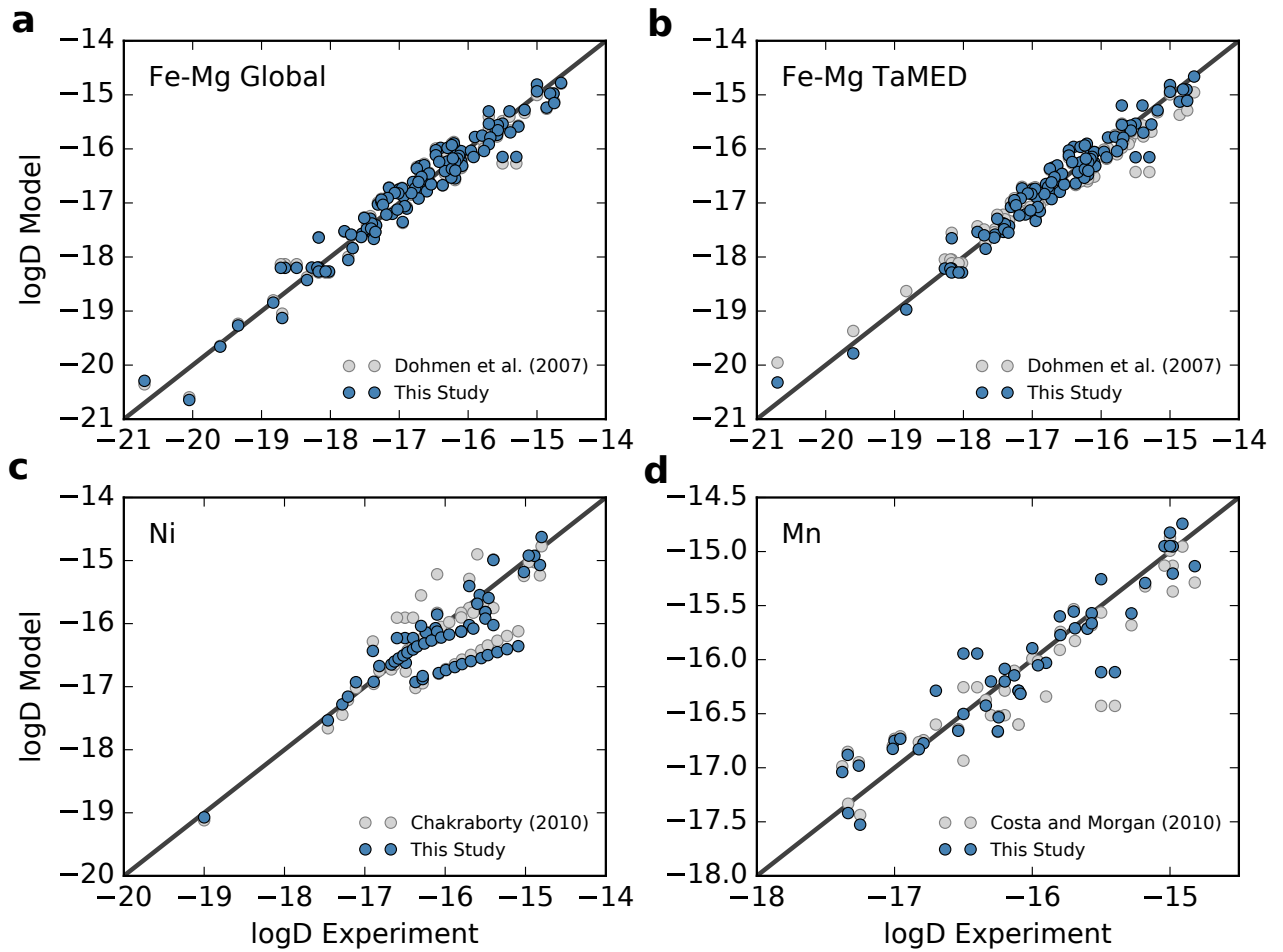 a
Fe-Mg Global
logD Model
−14
−15
−16
−17
−18
−19
−20
−21
−21 −20 −19 −18 −17 −16 −15 −14
Dohmen et al. (2007)
This Study
b
Fe-Mg TaMED
−14
−15
−16
−17
−18
−19
−20
−21
−21 −20 −19 −18 −17 −16 −15 −14
Dohmen et al. (2007)
This Study
c
Ni
logD Model
−14
−15
−16
−17
−18
−19
−20
−20 −19 −18 −17 −16 −15 −14
logD Experiment
Chakraborty (2010)
This Study
d
Mn
−14.5
−15.0
−15.5
−16.0
−16.5
−17.0
−17.5
−18.0
−18 −17 −16 −15
logD Experiment
Costa and Morgan (2010)
This Study